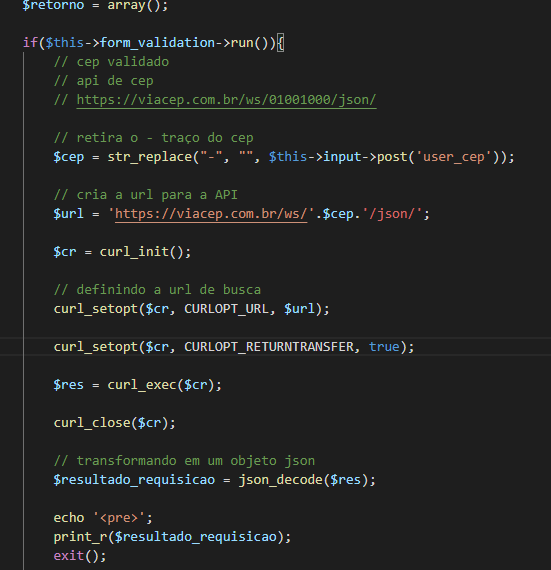 $retorno = array();
if($this->form_validation->run()){
// cep validado
// api de cep
// https://viacep.com.br/ws/01001000/json/
// retira o - traço do cep
$cep = str_replace("-", "", $this->input->post('user_cep'));
// cria a url para a API
$url = 'https://viacep.com.br/ws/'.$cep.'/json/';
$cr = curl_init();
// definindo a url de busca
curl_setopt($cr, CURLOPT_URL, $url);
curl_setopt($cr, CURLOPT_RETURNTRANSFER, true);
$res = curl_exec($cr);
curl_close($cr);
// transformando em um objeto json
$resultado_requisicao = json_decode($res);
echo '<pre>';
print_r($resultado_requisicao);
exit();